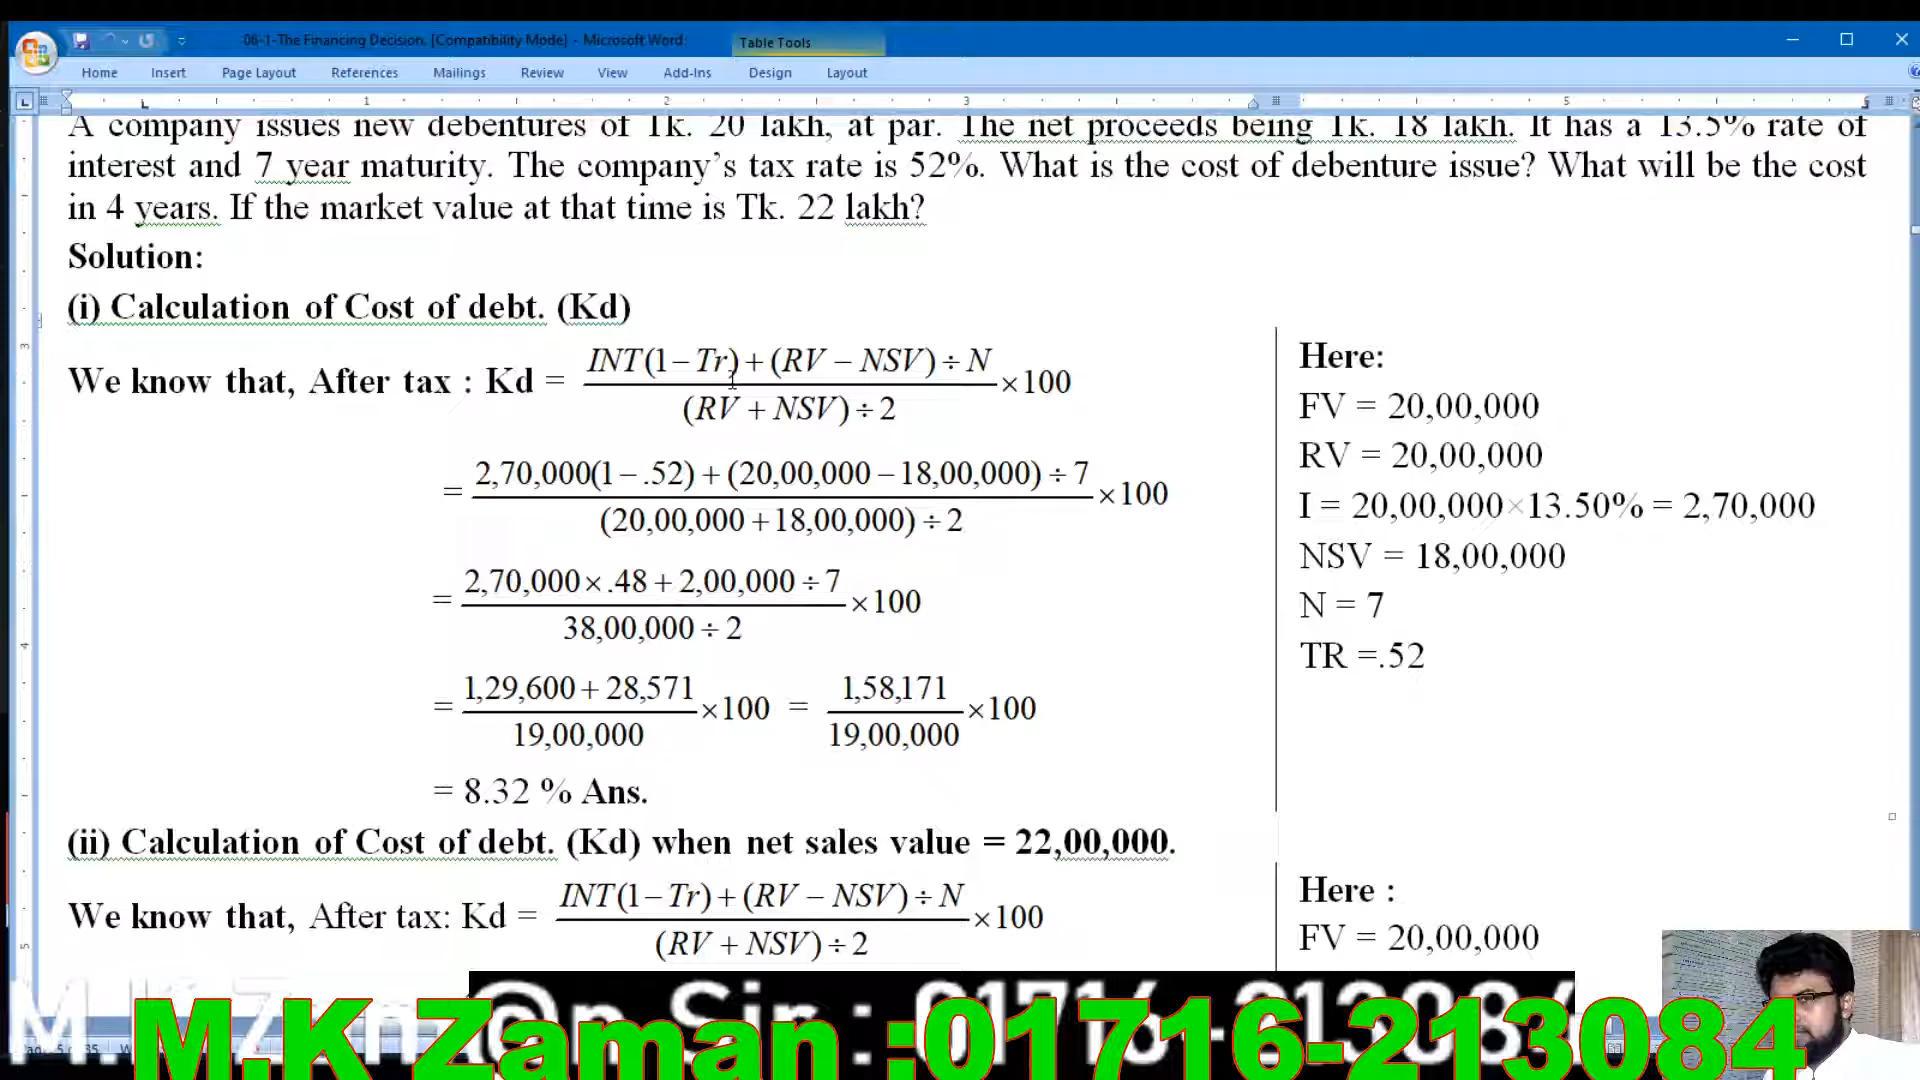 06-1-The Financing Decision. [Compatibility Mode] - Microsoft Word
Table Tools
Home Insert Page Layout References Mailings Review View Add-Ins Design Layout
1 2 3 5
A company issues new debentures of Tk. 20 lakh, at par. The net proceeds being Tk. 18 lakh. It has a 13.5% rate of
interest and 7 year maturity. The company's tax rate is 52%. What is the cost of debenture issue? What will be the cost
in 4 years. If the market value at that time is Tk. 22 lakh?
Solution:
(i) Calculation of Cost of debt. (Kd)
We know that, After tax : Kd = INT(1−Tr)+(RV−NSV)÷N / (RV+NSV)÷2 ×100
= 2,70,000(1−.52)+(20,00,000−18,00,000)÷7 / (20,00,000+18,00,000)÷2 ×100
= 2,70,000×.48+2,00,000÷7 / 38,00,000÷2 ×100
= 1,29,600+28,571 / 19,00,000 ×100 = 1,58,171 / 19,00,000 ×100
= 8.32 % Ans.
Here:
FV = 20,00,000
RV = 20,00,000
I = 20,00,000×13.50% = 2,70,000
NSV = 18,00,000
N = 7
TR =.52
(ii) Calculation of Cost of debt. (Kd) when net sales value = 22,00,000.
We know that, After tax: Kd = INT(1−Tr)+(RV−NSV)÷N / (RV+NSV)÷2 ×100
Here :
FV = 20,00,000
M.K Zaman :01716-213084